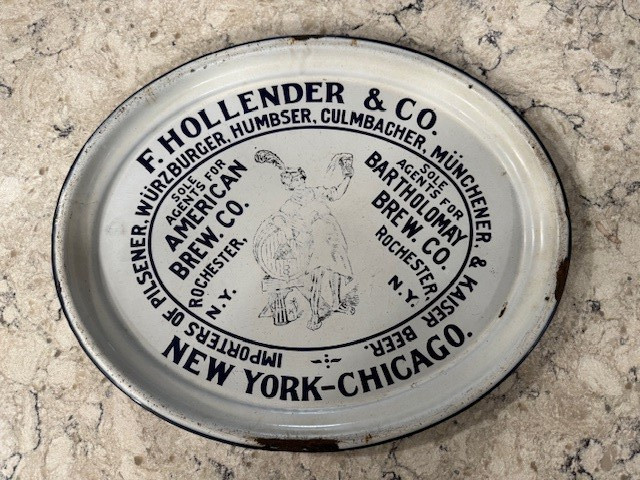 F. HOLLENDER & CO.
IMPORTERS OF PILSENER, WÜRZBURGER, HUMBSER, CULMBACHER, MÜNCHENER, & KAISER BEER.
SOLE
AGENTS FOR
AMERICAN
BREW. CO.
ROCHESTER,
N.Y.
SOLE
AGENTS FOR
BARTHOLOMAY
BREW. CO.
ROCHESTER,
N.Y.
NEW YORK-CHICAGO.